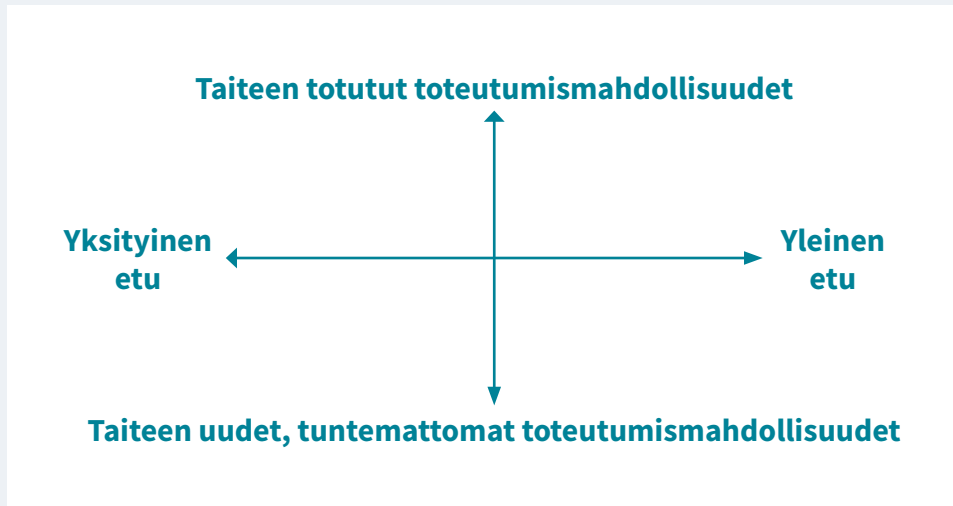 Taiteen totutut toteutumismahdollisuudet
Yksityinen
etu
Yleinen
etu
Taiteen uudet, tuntemattomat toteutumismahdollisuudet